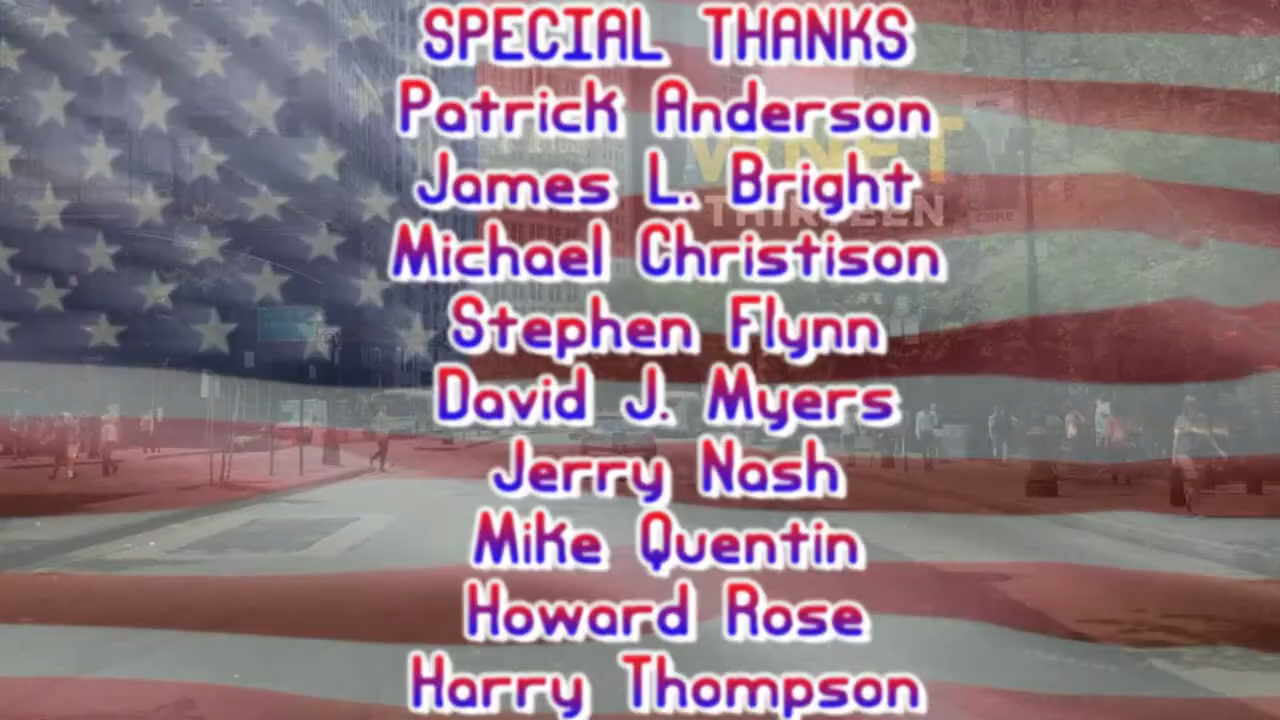 SPECIAL THANKS
Patrick Anderson
James L. Bright
Michael Christison
Stephen Flynn
David J. Myers
Jerry Nash
Mike Quentin
Howard Rose
Harry Thompson